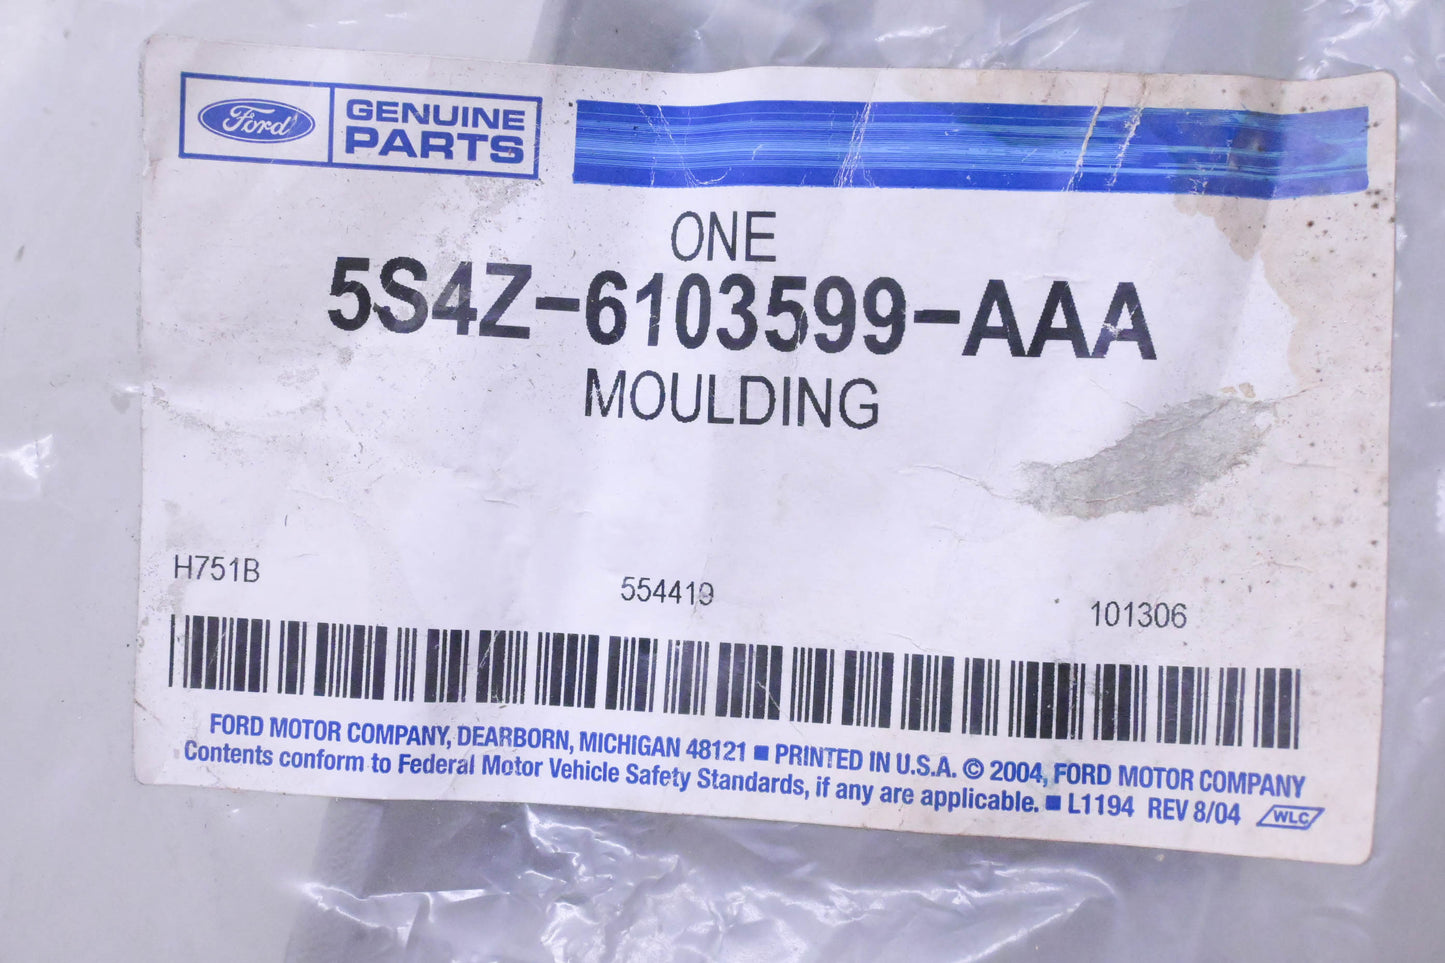 Ford
GENUINE
PARTS
ONE
5S4Z-6103599-AAA
MOULDING
H751B
554419
101306
FORD MOTOR COMPANY, DEARBORN, MICHIGAN 48121 ■ PRINTED IN U.S.A. © 2004, FORD MOTOR COMPANY
Contents conform to Federal Motor Vehicle Safety Standards, if any are applicable. ■ L1194 REV 8/04 WLC